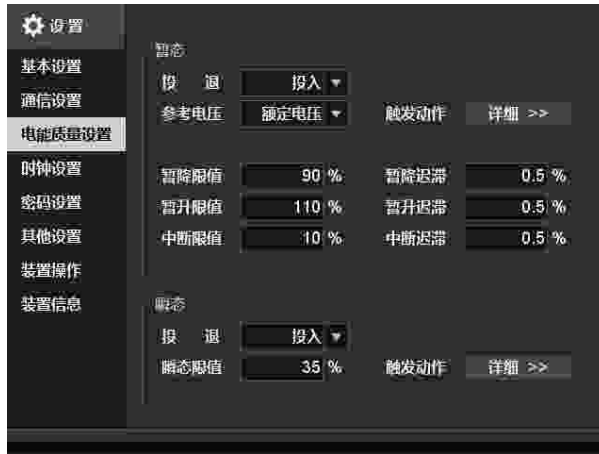 设置
基本设置
通信设置
电能质量设置
时钟设置
密码设置
其他设置
装置操作
装置信息
暂态
投 退 投入
参考电压 额定电压 触发动作 详细 >>
暂降限值 90 % 暂降迟滞 0.5 %
暂升限值 110 % 暂升迟滞 0.5 %
中断限值 10 % 中断迟滞 0.5 %
瞬态
投 退 投入
瞬态限值 35 % 触发动作 详细 >>